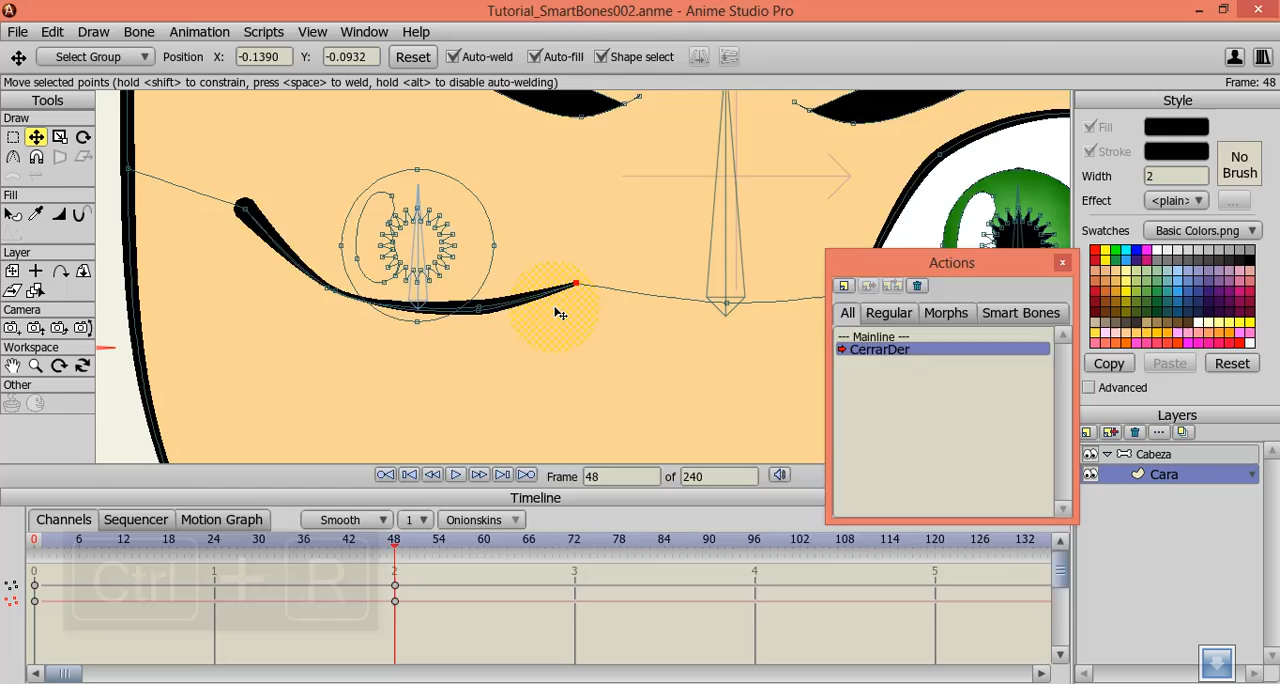 Tutorial_SmartBones002.anme - Anime Studio Pro
File Edit Draw Bone Animation Scripts View Window Help
Select Group Position X: -0.1390 Y: -0.0932 Reset Auto-weld Auto-fill Shape select
Move selected points (hold <shift> to constrain, press <space> to weld, hold <alt> to disable auto-welding) Frame: 48
Tools
Draw
Fill
Layer
Camera
Workspace
Other
Style
Fill
Stroke
No Brush
Width 2
Effect <plain> ...
Swatches Basic Colors.png
Copy Paste Reset
Advanced
Layers
Cabeza
Cara
Actions
All Regular Morphs Smart Bones
--- Mainline ---
CerrarDer
Frame 48 of 240
Timeline
Channels Sequencer Motion Graph Smooth 1 Onionskins
0 6 12 18 24 30 36 42 48 54 60 66 72 78 84 90 96 102 108 114 120 126 132
0 1 2 3 4 5
Ctrl + R